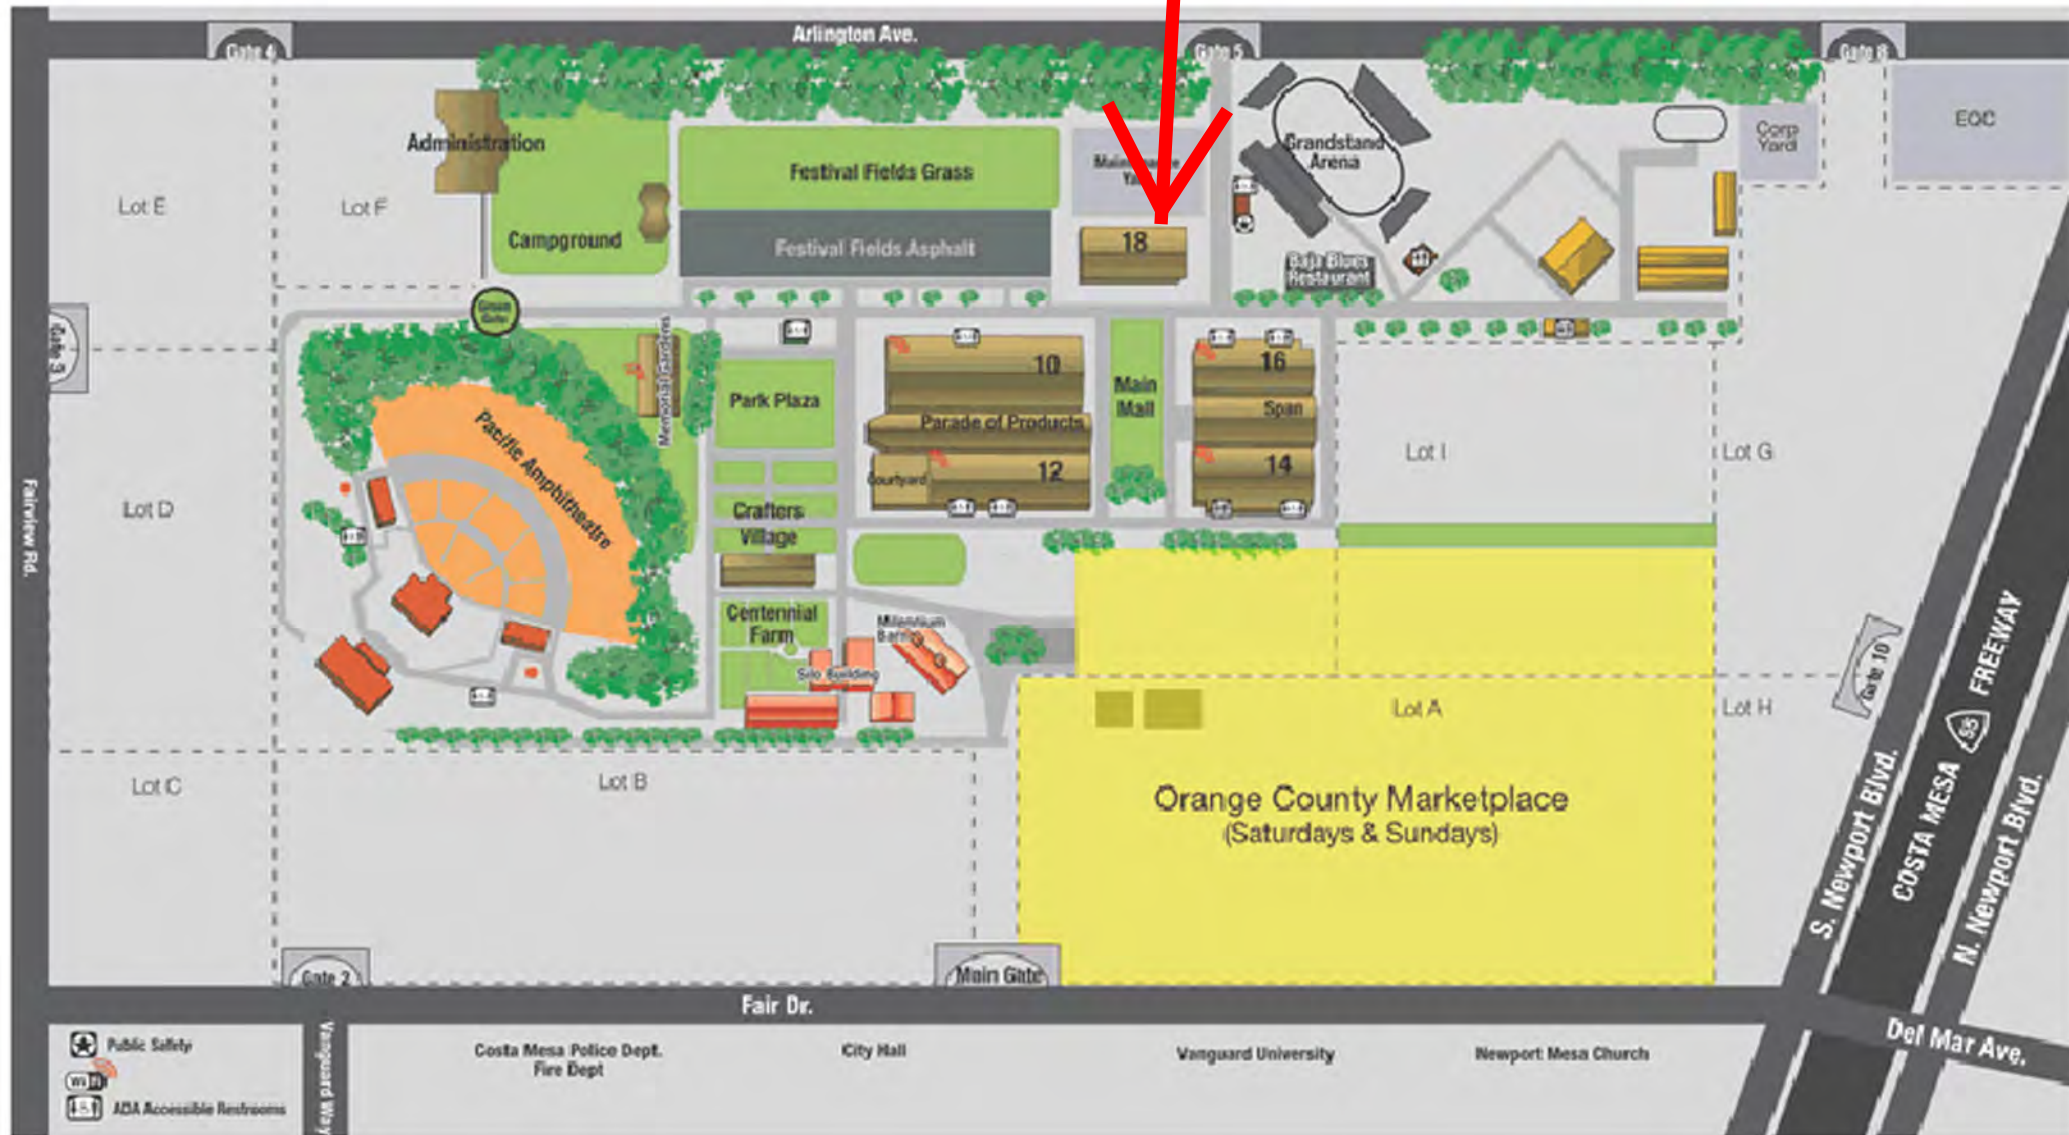 Arlington Ave.
Gate 4
Gate 5
Gate 8
Administration
Festival Fields Grass
Grandstand
Arena
Corp
Yard
EQC
Lot E
Lot F
Campground
Festival Fields Asphalt
18
Baja Blues
Restaurant
Green
Gate
Gate 3
Memorial Gardens
Park Plaza
10
Main
Mall
16
Parade of Products
Span
Pacific Amphitheatre
Courtyard
12
14
Lot I
Lot G
Fairview Rd.
Lot D
Crafters
Village
Centennial
Farm
Millennium
Barn
Silo Building
Gate 10
Lot A
Lot H
Lot C
Lot B
Orange County Marketplace
(Saturdays & Sundays)
S. Newport Blvd.
COSTA MESA 55 FREEWAY
N. Newport Blvd.
Gate 2
Main Gate
Fair Dr.
Del Mar Ave.
Vanguard Way
Public Safety
WiFi
ADA Accessible Restrooms
Costa Mesa Police Dept.
Fire Dept
City Hall
Vanguard University
Newport Mesa Church